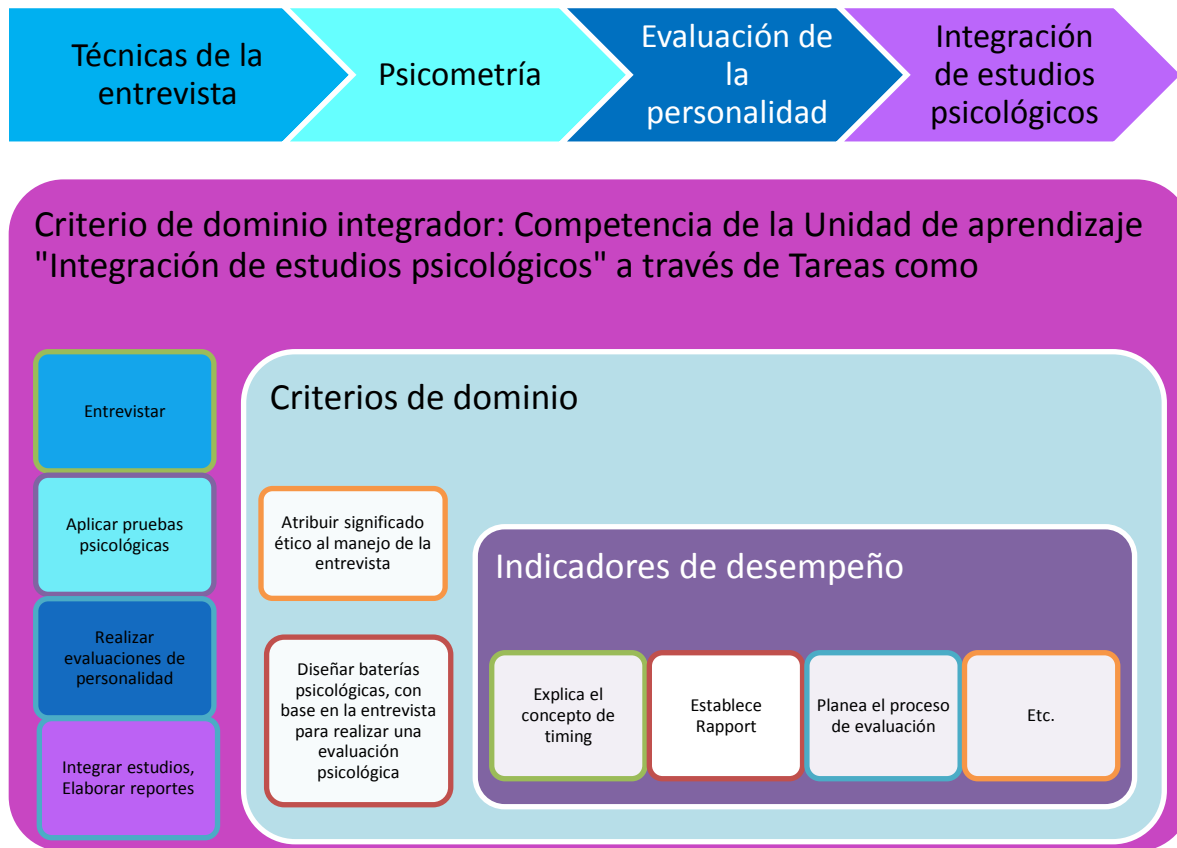 Técnicas de la
entrevista
Psicometría
Evaluación de
la
personalidad
Integración
de estudios
psicológicos
Criterio de dominio integrador: Competencia de la Unidad de aprendizaje
"Integración de estudios psicológicos" a través de Tareas como
Entrevistar
Aplicar pruebas
psicológicas
Realizar
evaluaciones de
personalidad
Integrar estudios,
Elaborar reportes
Criterios de dominio
Atribuir significado
ético al manejo de la
entrevista
Diseñar baterías
psicológicas, con
base en la entrevista
para realizar una
evaluación
psicológica
Indicadores de desempeño
Explica el
concepto de
timing
Establece
Rapport
Planea el proceso
de evaluación
Etc.